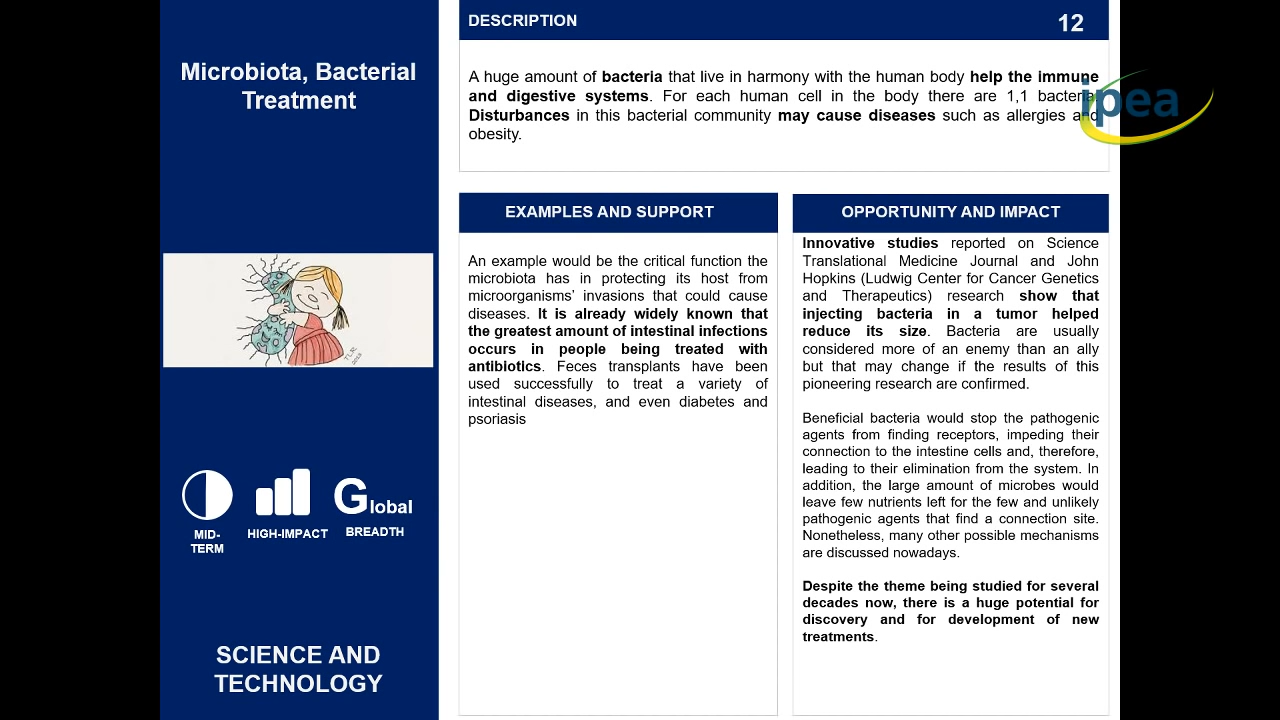 Microbiota, Bacterial
Treatment
TLR
MID-
TERM
HIGH-IMPACT
Global
BREADTH
SCIENCE AND
TECHNOLOGY
DESCRIPTION
12
A huge amount of bacteria that live in harmony with the human body help the immune
and digestive systems. For each human cell in the body there are 1,1 bacteria
Disturbances in this bacterial community may cause diseases such as allergies and
obesity.
ipea
EXAMPLES AND SUPPORT
An example would be the critical function the
microbiota has in protecting its host from
microorganisms’ invasions that could cause
diseases. It is already widely known that
the greatest amount of intestinal infections
occurs in people being treated with
antibiotics. Feces transplants have been
used successfully to treat a variety of
intestinal diseases, and even diabetes and
psoriasis
OPPORTUNITY AND IMPACT
Innovative studies reported on Science
Translational Medicine Journal and John
Hopkins (Ludwig Center for Cancer Genetics
and Therapeutics) research show that
injecting bacteria in a tumor helped
reduce its size. Bacteria are usually
considered more of an enemy than an ally
but that may change if the results of this
pioneering research are confirmed.
Beneficial bacteria would stop the pathogenic
agents from finding receptors, impeding their
connection to the intestine cells and, therefore,
leading to their elimination from the system. In
addition, the large amount of microbes would
leave few nutrients left for the few and unlikely
pathogenic agents that find a connection site.
Nonetheless, many other possible mechanisms
are discussed nowadays.
Despite the theme being studied for several
decades now, there is a huge potential for
discovery and for development of new
treatments.